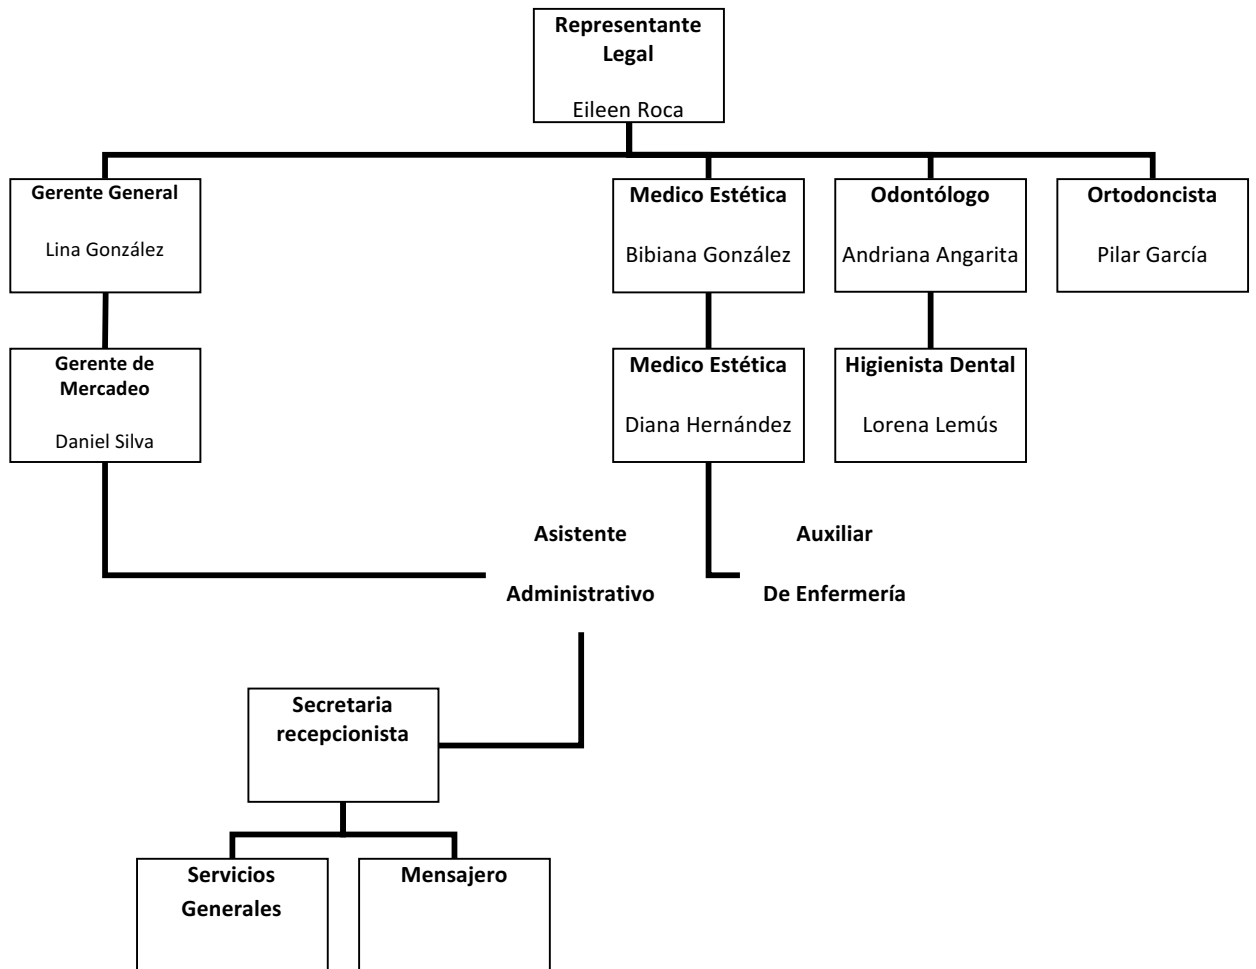 Representante
Legal
Eileen Roca
Gerente General
Lina González
Medico Estética
Bibiana González
Odontólogo
Andriana Angarita
Ortodoncista
Pilar García
Gerente de
Mercadeo
Daniel Silva
Medico Estética
Diana Hernández
Higienista Dental
Lorena Lemús
Asistente
Administrativo
Auxiliar
De Enfermería
Secretaria
recepcionista
Servicios
Generales
Mensajero